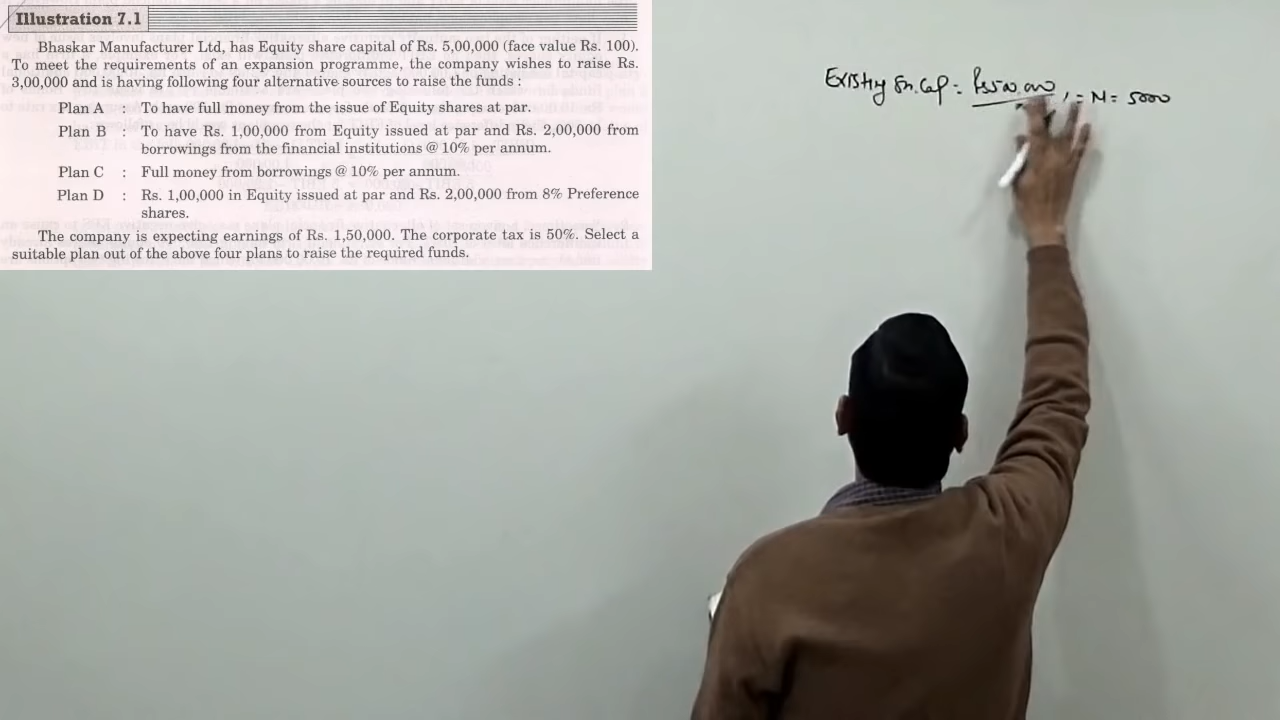 Illustration 7.1
Bhaskar Manufacturer Ltd, has Equity share capital of Rs. 5,00,000 (face value Rs. 100).
To meet the requirements of an expansion programme, the company wishes to raise Rs.
3,00,000 and is having following four alternative sources to raise the funds :
Plan A : To have full money from the issue of Equity shares at par.
Plan B : To have Rs. 1,00,000 from Equity issued at par and Rs. 2,00,000 from
borrowings from the financial institutions @ 10% per annum.
Plan C : Full money from borrowings @ 10% per annum.
Plan D : Rs. 1,00,000 in Equity issued at par and Rs. 2,00,000 from 8% Preference
shares.
The company is expecting earnings of Rs. 1,50,000. The corporate tax is 50%. Select a
suitable plan out of the above four plans to raise the required funds.
Cap = N = 5000